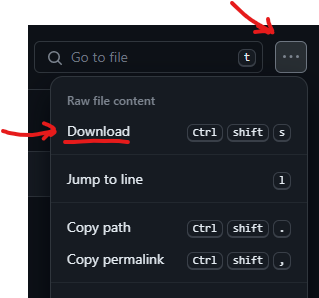 Go to file t ...
Raw file content
Download Ctrl shift s
Jump to line l
Copy path Ctrl shift .
Copy permalink Ctrl shift ,